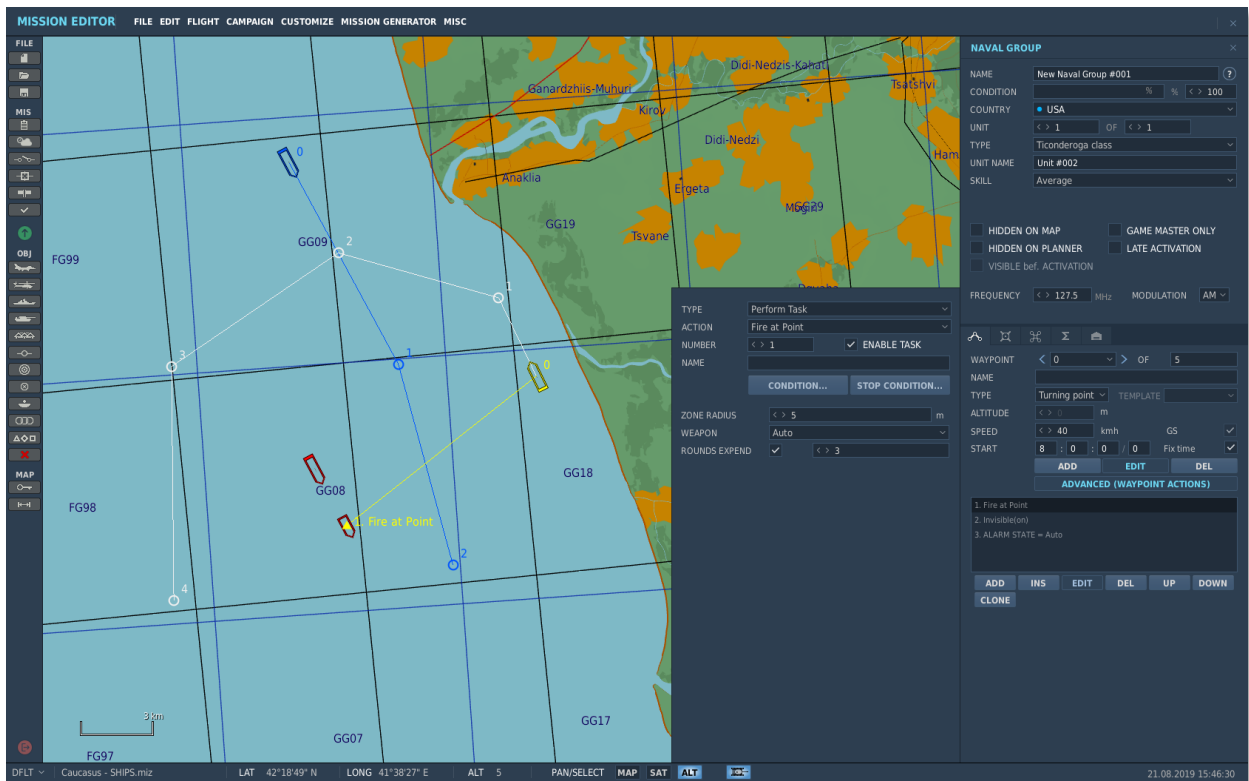 MISSION EDITOR FILE EDIT FLIGHT CAMPAIGN CUSTOMIZE MISSION GENERATOR MISC
FILE
MIS
OBJ
MAP
Ganardzhiis-Muhuri
Didi-Nedzis-Kahati
Tsatshvi
Kirov
Didi-Nedzi
Ham
Anaklia
Ergeta
GG29
GG19
Tsvane
GG09
FG99
0
2
1
3
1
0
GG08
GG18
FG98
1. Fire at Point
2
4
3 km
GG17
GG07
FG97
TYPE Perform Task
ACTION Fire at Point
NUMBER < > 1 ENABLE TASK
NAME
CONDITION... STOP CONDITION...
ZONE RADIUS < > 5 m
WEAPON Auto
ROUNDS EXPEND < > 3
NAVAL GROUP
NAME New Naval Group #001 ?
CONDITION % % < > 100
COUNTRY USA
UNIT < > 1 OF < > 1
TYPE Ticonderoga class
UNIT NAME Unit #002
SKILL Average
HIDDEN ON MAP GAME MASTER ONLY
HIDDEN ON PLANNER LATE ACTIVATION
VISIBLE bef. ACTIVATION
FREQUENCY < > 127.5 MHz MODULATION AM
WAYPOINT < 0 > OF 5
NAME
TYPE Turning point TEMPLATE
ALTITUDE < > 0 m
SPEED < > 40 kmh GS
START 8 : 0 : 0 / 0 Fix time
ADD EDIT DEL
ADVANCED (WAYPOINT ACTIONS)
1. Fire at Point
2. Invisible(on)
3. ALARM STATE = Auto
ADD INS EDIT DEL UP DOWN
CLONE
DFLT Caucasus - SHIPS.miz LAT 42°18'49" N LONG 41°38'27" E ALT 5 PAN/SELECT MAP SAT ALT 21.08.2019 15:46:30